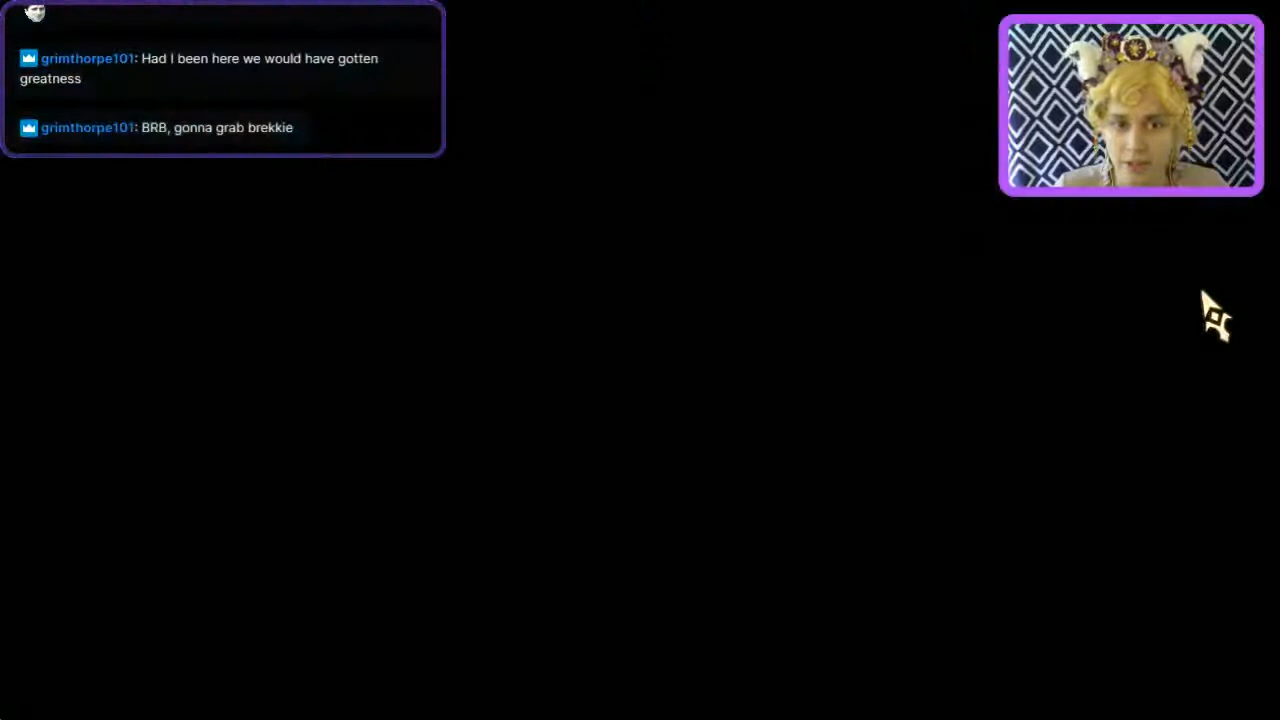 grimthorpe101: Had I been here we would have gotten
greatness
grimthorpe101: BRB, gonna grab brekkie